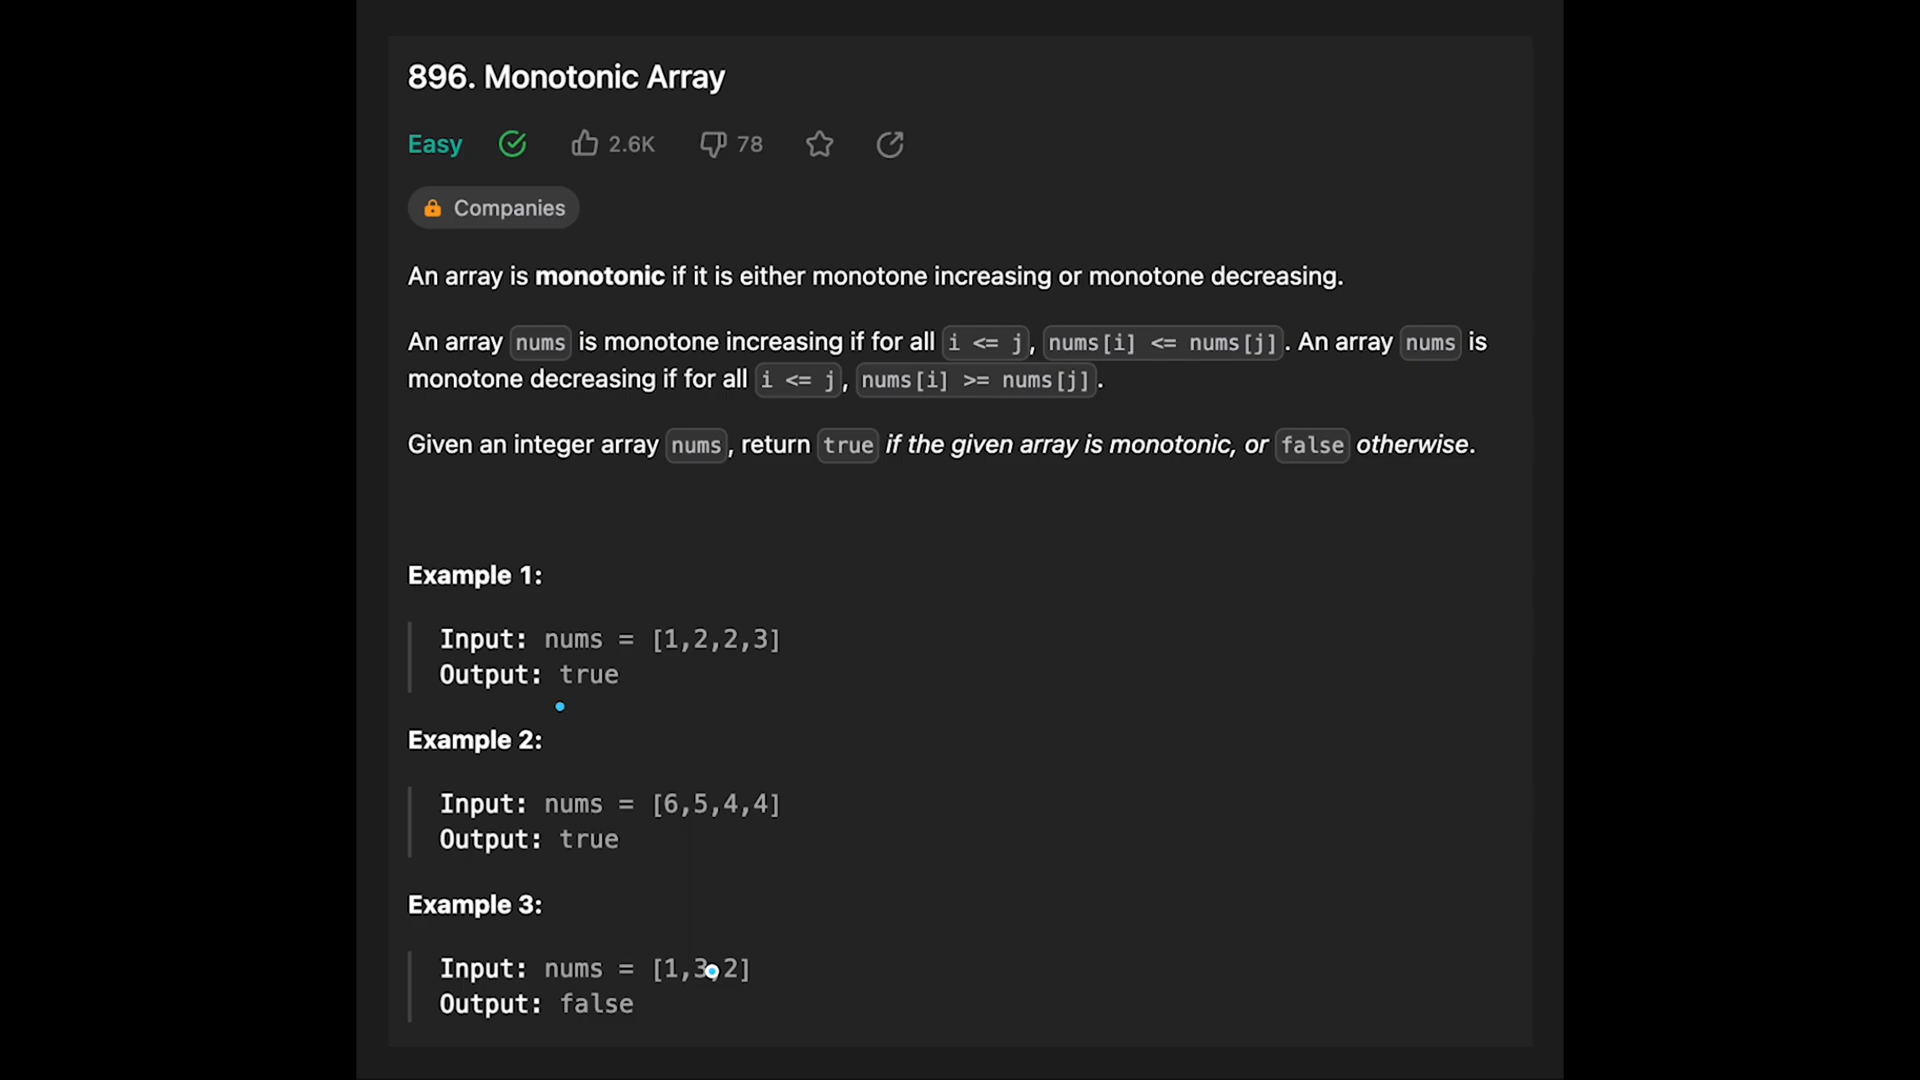 896. Monotonic Array
Easy 2.6K 78
Companies
An array is monotonic if it is either monotone increasing or monotone decreasing.
An array nums is monotone increasing if for all i <= j, nums[i] <= nums[j]. An array nums is
monotone decreasing if for all i <= j, nums[i] >= nums[j].
Given an integer array nums, return true if the given array is monotonic, or false otherwise.
Example 1:
Input: nums = [1,2,2,3]
Output: true
Example 2:
Input: nums = [6,5,4,4]
Output: true
Example 3:
Input: nums = [1,3,2]
Output: false